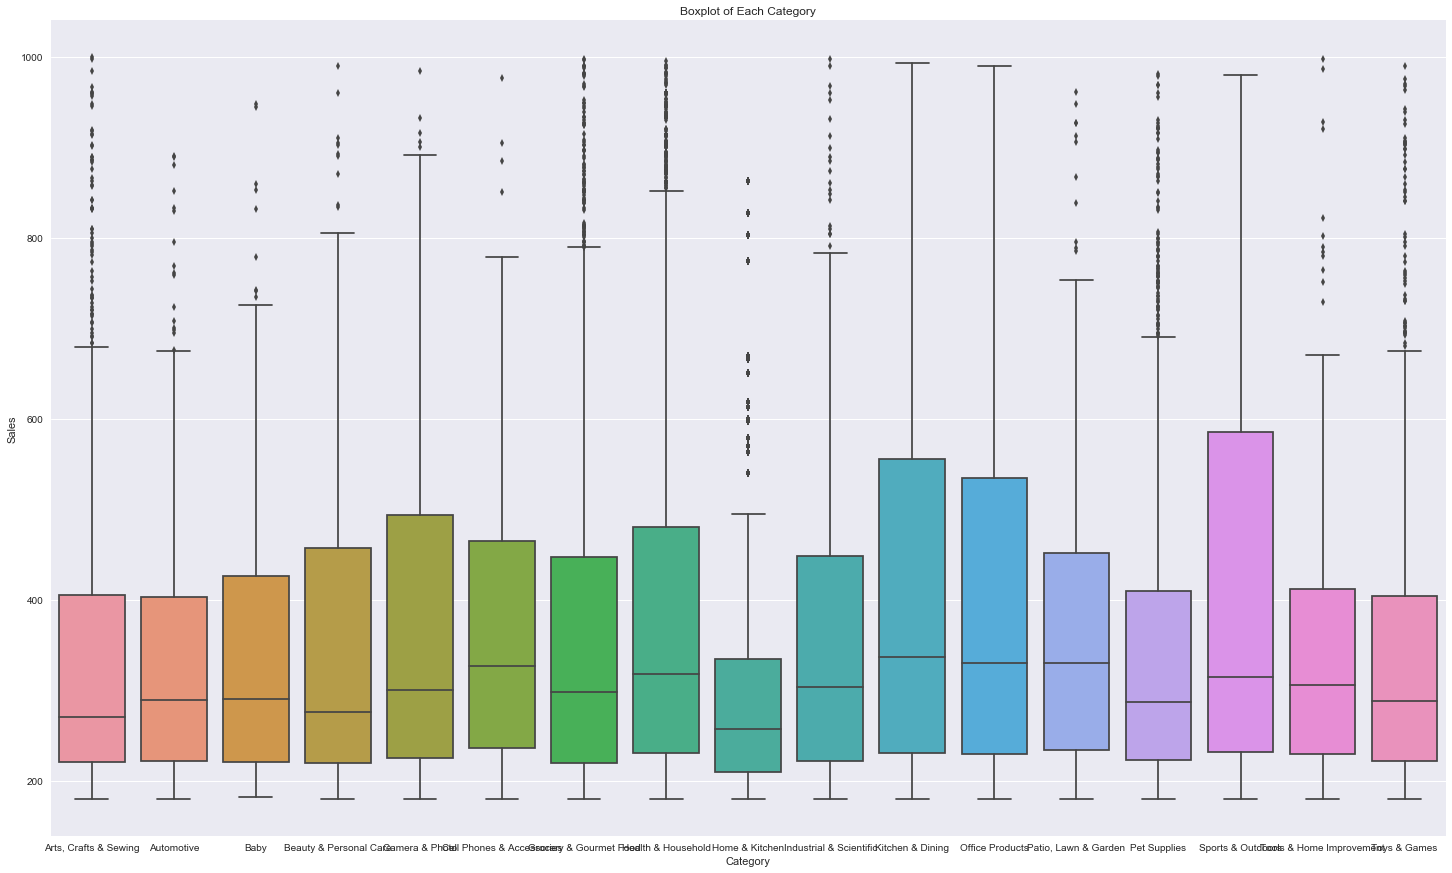 Boxplot of Each Category
1000
800
600
400
200
Sales
Arts, Crafts & Sewing
Automotive
Baby
Beauty & Personal Care
Camera & Photo
Cell Phones & Accessories
Grocery & Gourmet Food
Health & Household
Home & Kitchen
Industrial & Scientific
Kitchen & Dining
Office Products
Patio, Lawn & Garden
Pet Supplies
Sports & Outdoors
Tools & Home Improvement
Toys & Games
Category